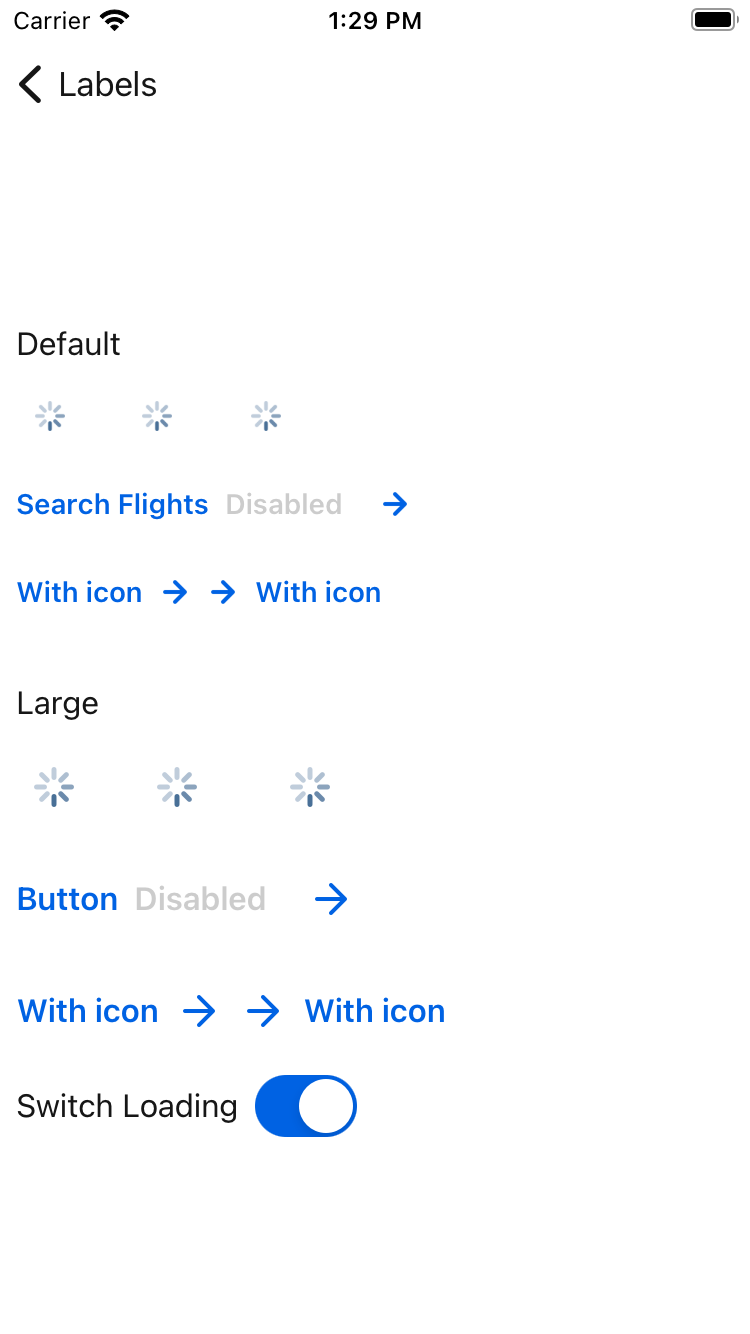 Carrier 1:29 PM
Labels
Default
Search Flights Disabled
With icon With icon
Large
Button Disabled
With icon With icon
Switch Loading